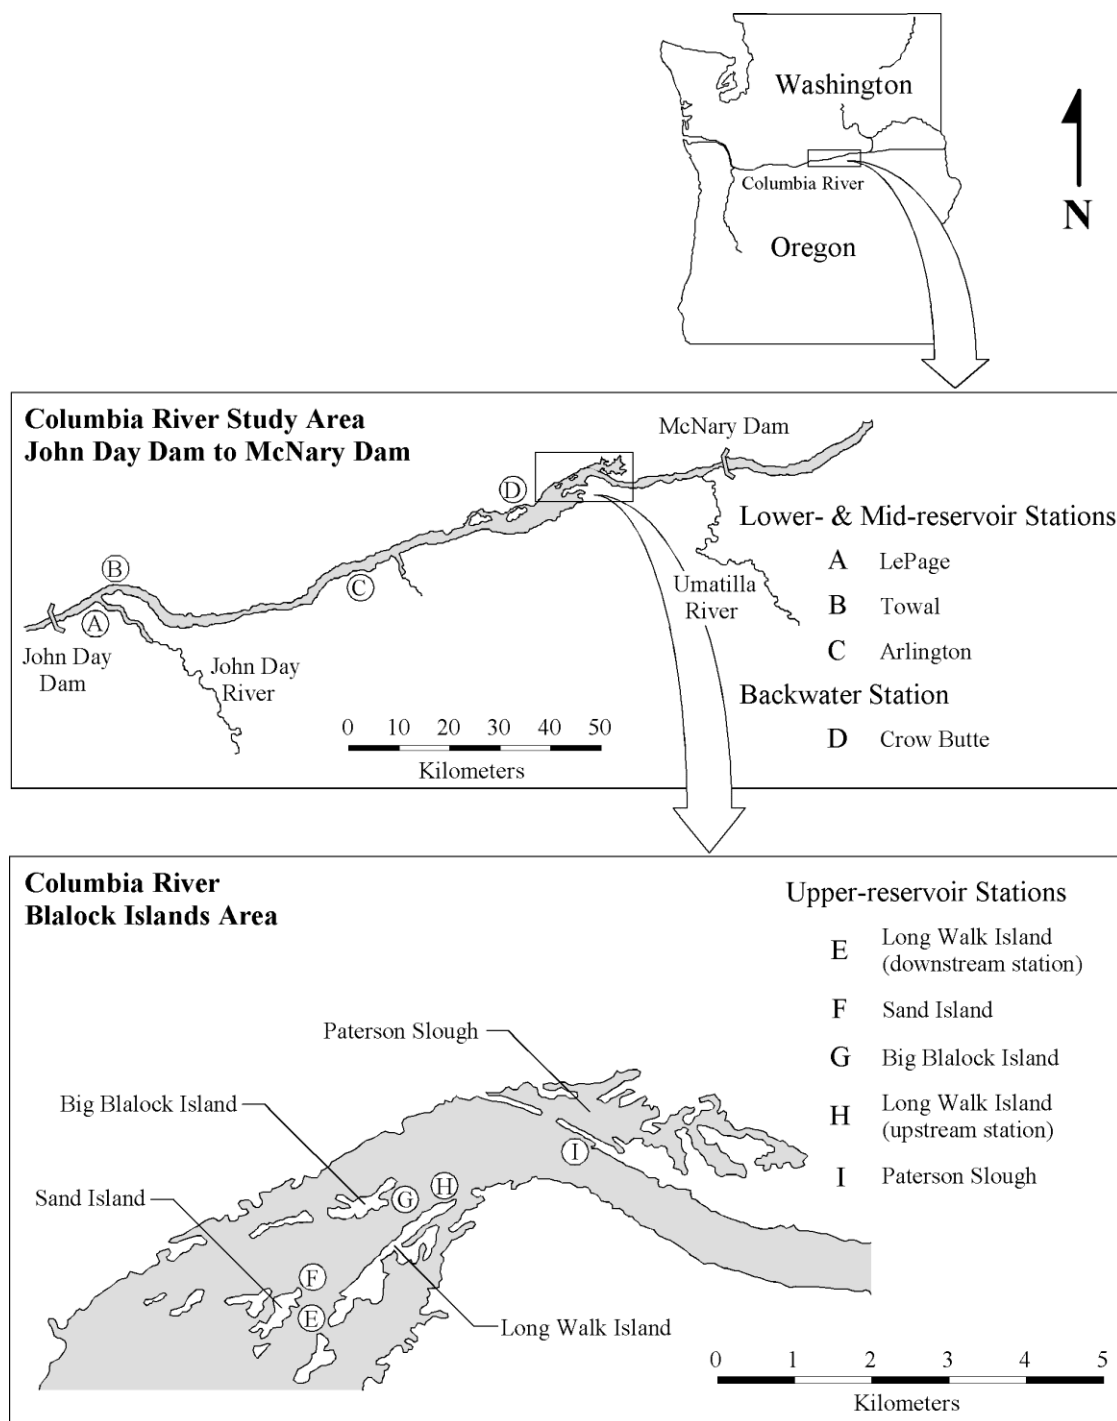 Washington
Columbia River
Oregon
N
Columbia River Study Area
John Day Dam to McNary Dam
McNary Dam
D
B
C
A
John Day
Dam
John Day
River
Umatilla
River
Lower- & Mid-reservoir Stations
A LePage
B Towal
C Arlington
Backwater Station
D Crow Butte
0 10 20 30 40 50
Kilometers
Columbia River
Blalock Islands Area
Upper-reservoir Stations
E Long Walk Island
(downstream station)
F Sand Island
G Big Blalock Island
H Long Walk Island
(upstream station)
I Paterson Slough
Paterson Slough
Big Blalock Island
Sand Island
I
H
G
F
E
Long Walk Island
0 1 2 3 4 5
Kilometers